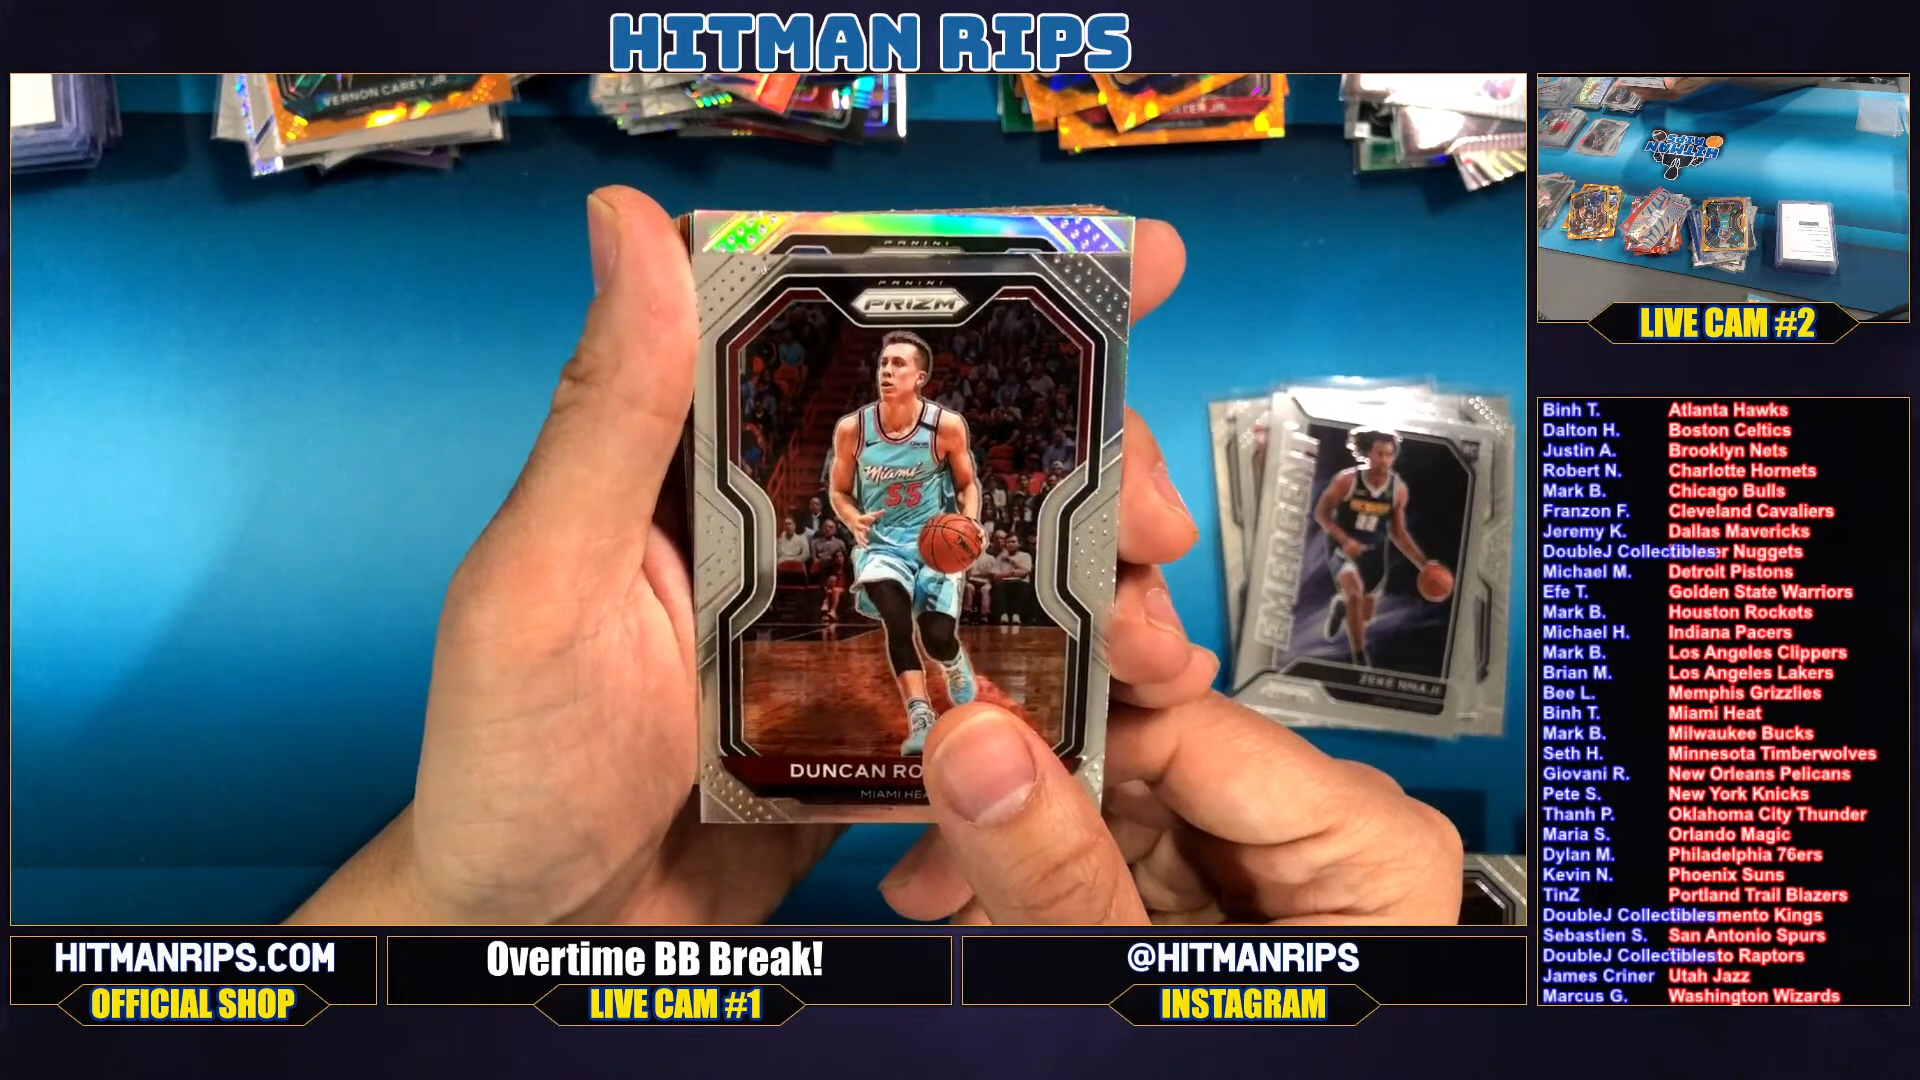 HITMAN RIPS
VERNON CAREY JR
PANINI
PANINI
PRIZM
Miami
55
DUNCAN RO
MIAMI HEA
EMERGENT
ZEKE NNAJI
HITMAN
RIPS
LIVE CAM #2
Binh T. Atlanta Hawks
Dalton H. Boston Celtics
Justin A. Brooklyn Nets
Robert N. Charlotte Hornets
Mark B. Chicago Bulls
Franzon F. Cleveland Cavaliers
Jeremy K. Dallas Mavericks
DoubleJ Collectibles er Nuggets
Michael M. Detroit Pistons
Efe T. Golden State Warriors
Mark B. Houston Rockets
Michael H. Indiana Pacers
Mark B. Los Angeles Clippers
Brian M. Los Angeles Lakers
Bee L. Memphis Grizzlies
Binh T. Miami Heat
Mark B. Milwaukee Bucks
Seth H. Minnesota Timberwolves
Giovani R. New Orleans Pelicans
Pete S. New York Knicks
Thanh P. Oklahoma City Thunder
Maria S. Orlando Magic
Dylan M. Philadelphia 76ers
Kevin N. Phoenix Suns
TinZ Portland Trail Blazers
DoubleJ Collectibles mento Kings
Sebastien S. San Antonio Spurs
DoubleJ Collectibles to Raptors
James Criner Utah Jazz
Marcus G. Washington Wizards
HITMANRIPS.COM
OFFICIAL SHOP
Overtime BB Break!
LIVE CAM #1
@HITMANRIPS
INSTAGRAM